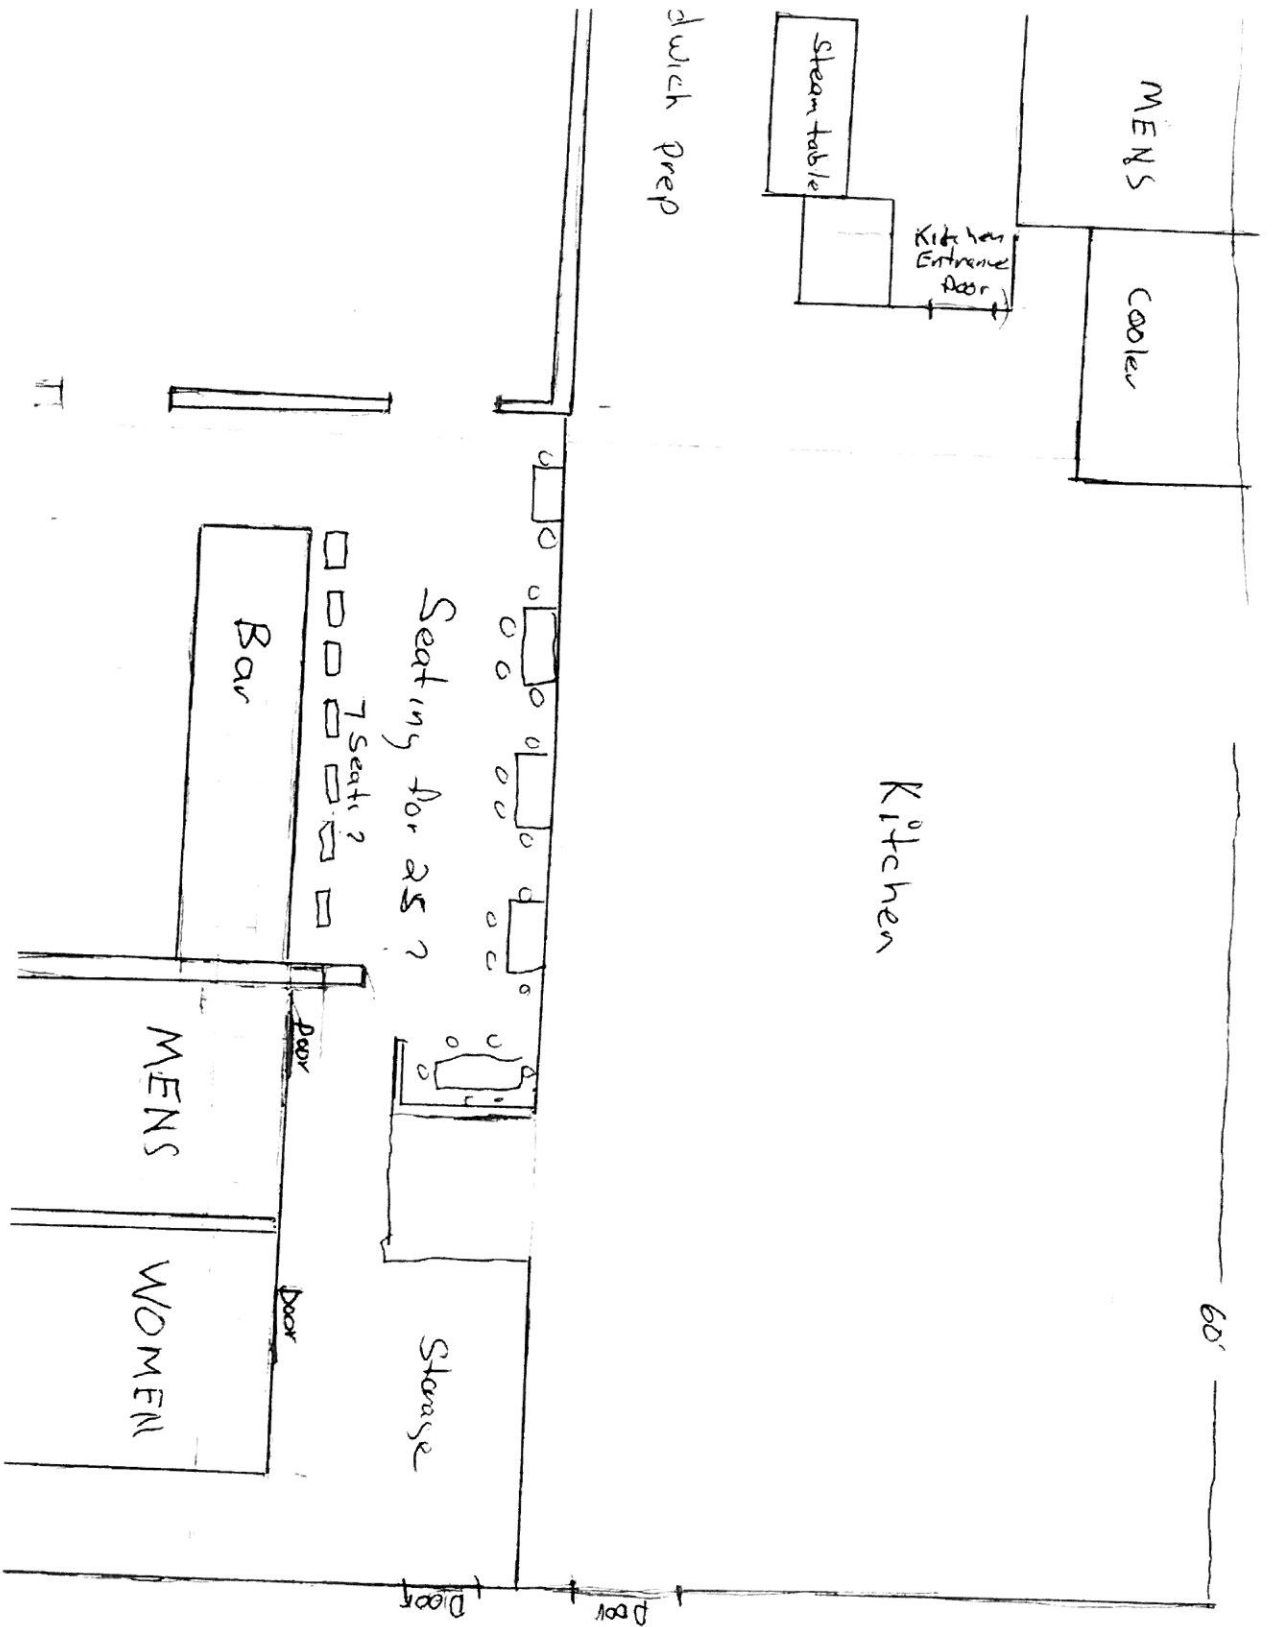 MENS
Steam table
dwich prep
Kitchen
Entrance
Door
Cooler
Bar
7 Seats ?
Seating for 25 ?
Kitchen
Door
MENS
Door
WOMEN
Storage
60'
DOOR
DOOR